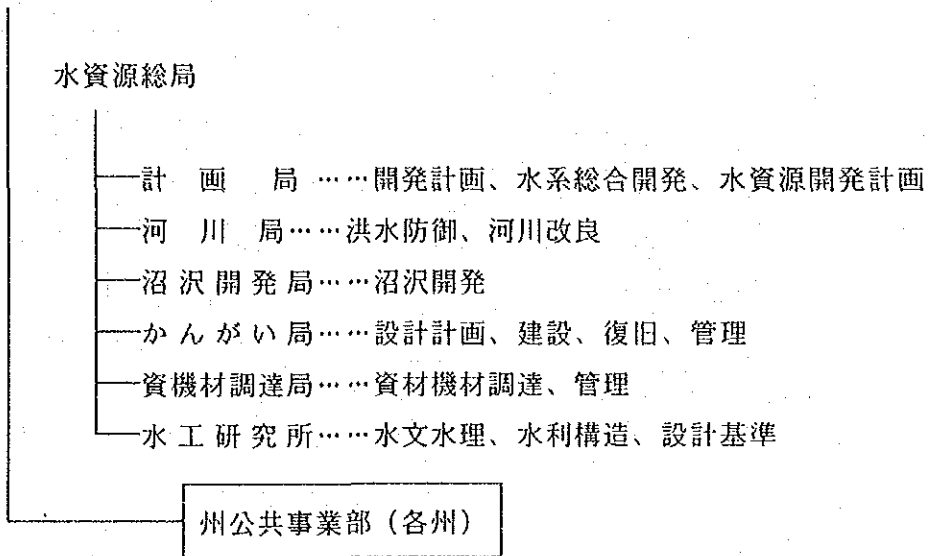 水資源総局
計画局……開発計画、水系総合開発、水資源開発計画
河川局……洪水防御、河川改良
沼沢開発局……沼沢開発
かんがい局……設計計画、建設、復旧、管理
資機材調達局……資材機材調達、管理
水工研究所……水文水理、水利構造、設計基準
州公共事業部（各州）